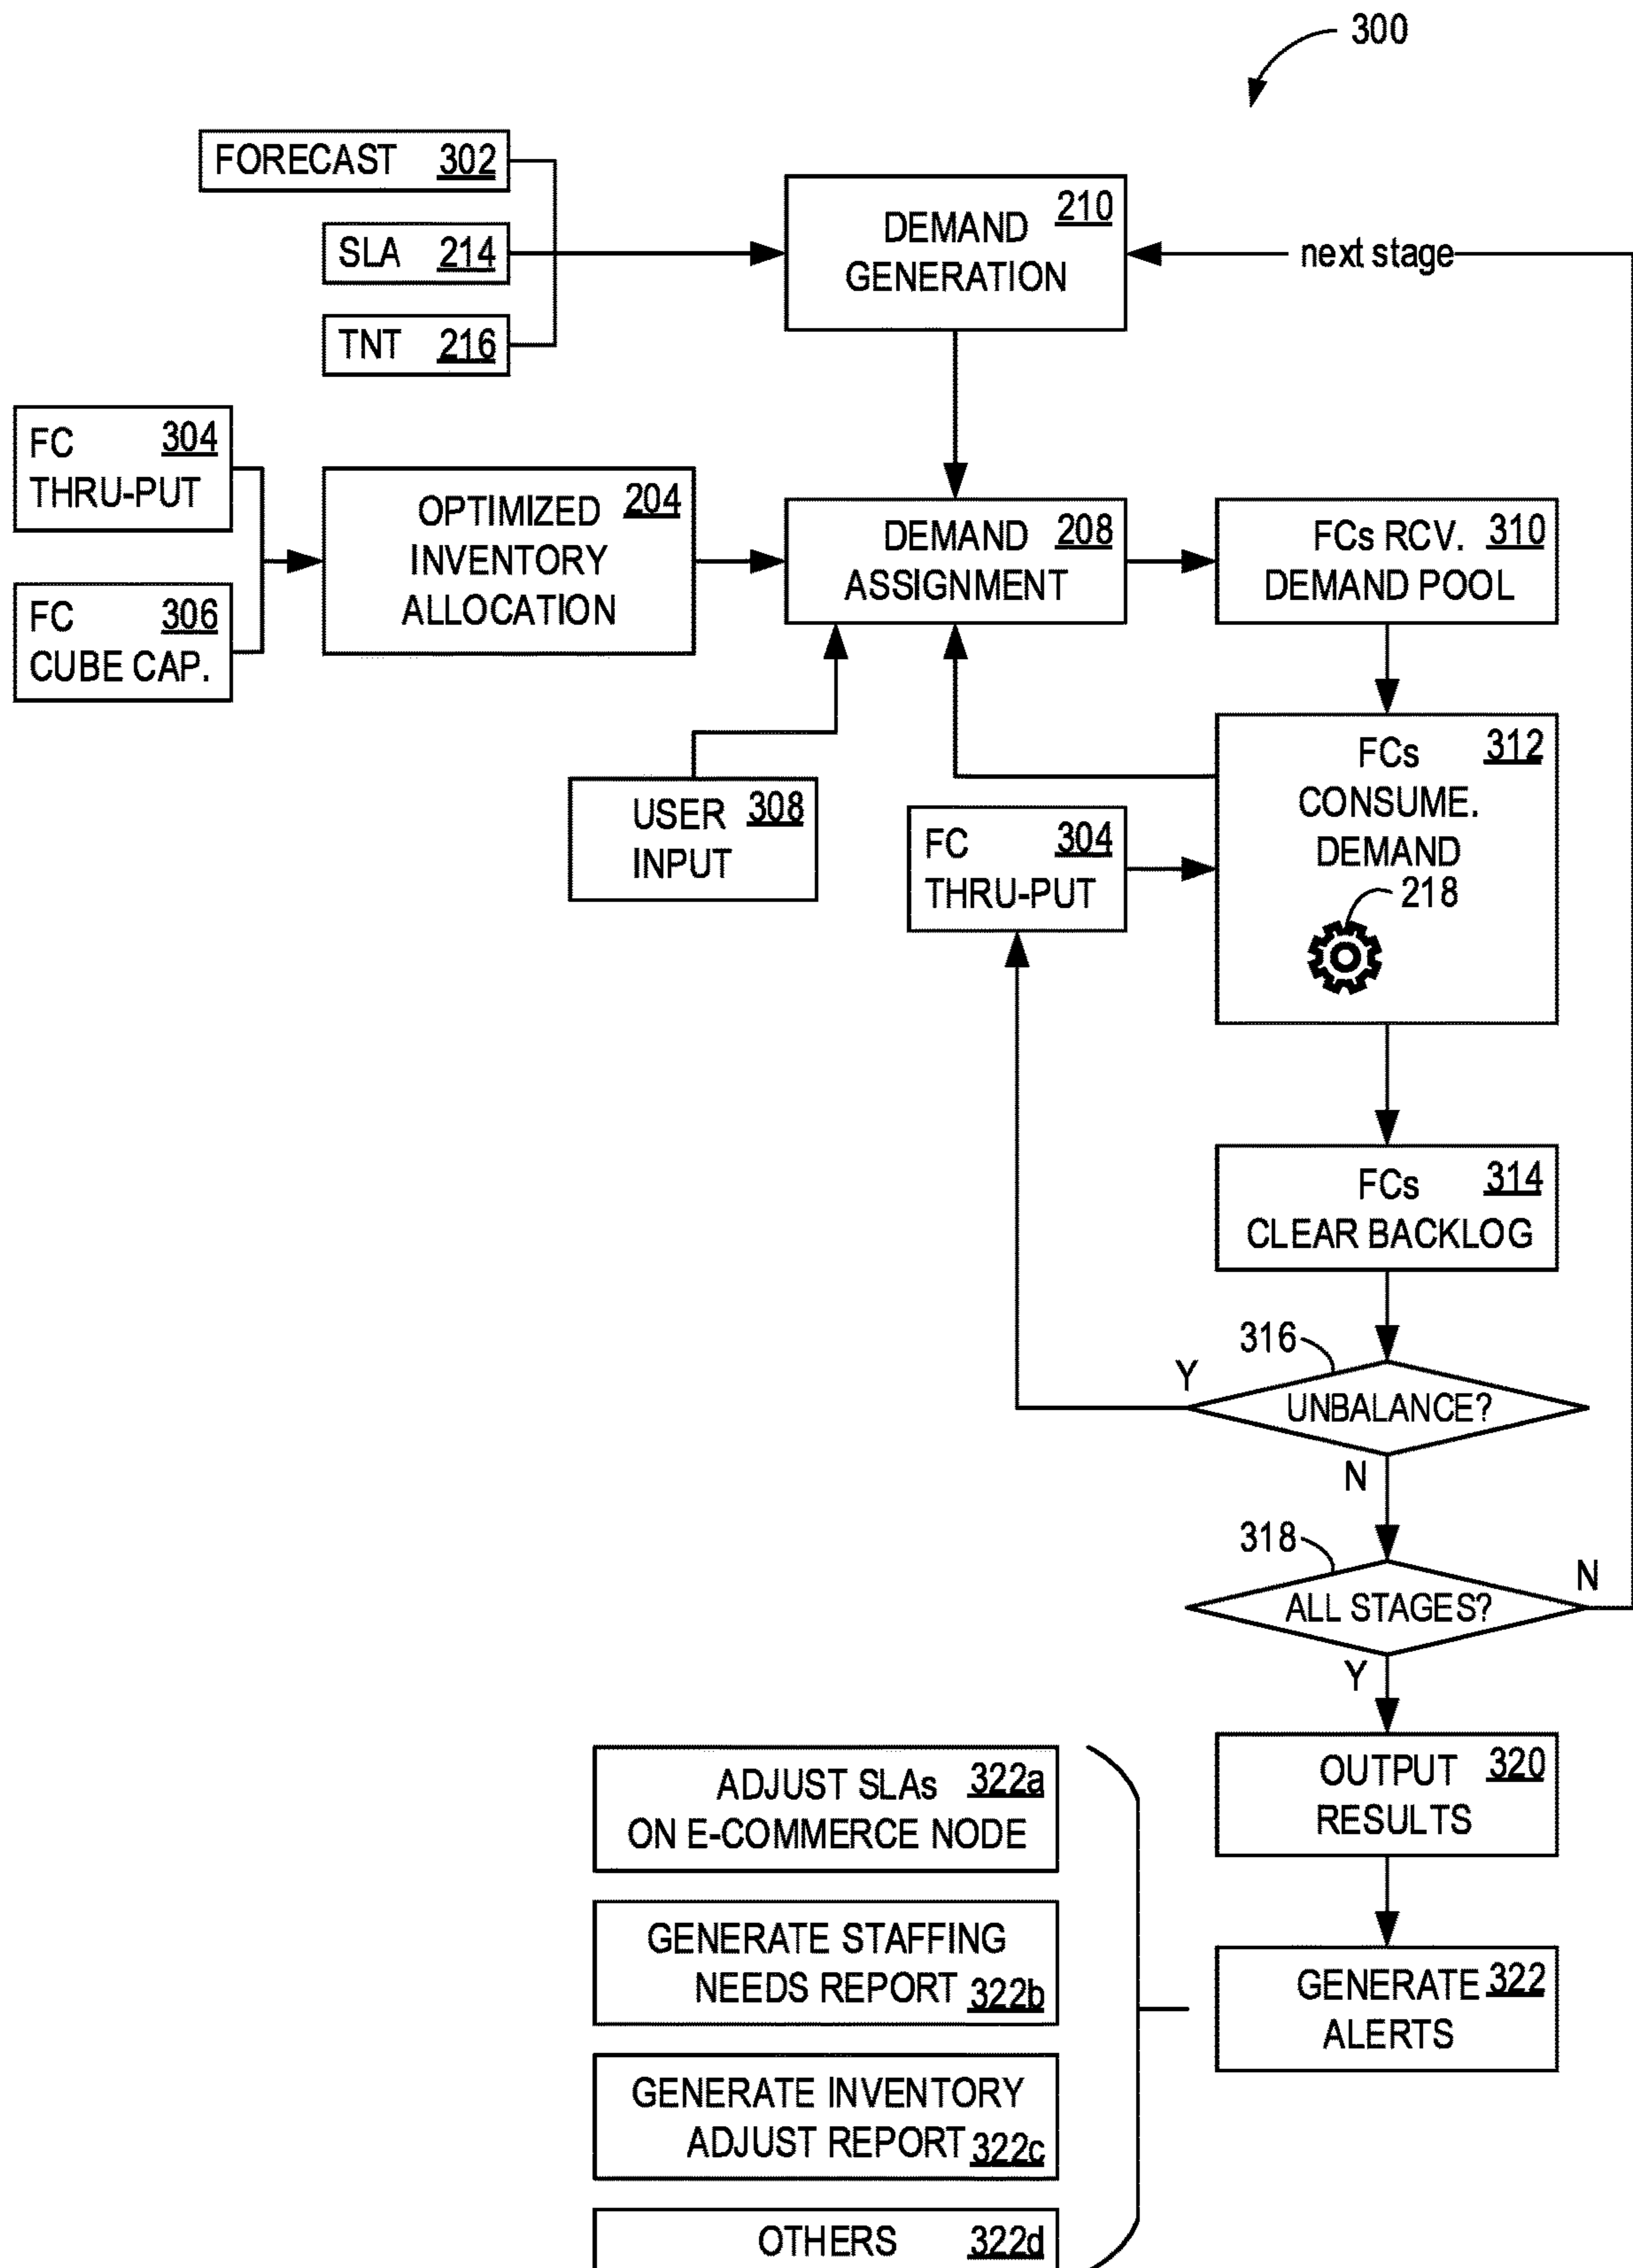 300
FORECAST 302
SLA 214
TNT 216
DEMAND 210
GENERATION
next stage
FC 304
THRU-PUT
FC 306
CUBE CAP.
OPTIMIZED 204
INVENTORY
ALLOCATION
DEMAND 208
ASSIGNMENT
FCs RCV. 310
DEMAND POOL
USER 308
INPUT
FC 304
THRU-PUT
FCs 312
CONSUME.
DEMAND
218
FCs 314
CLEAR BACKLOG
316
Y
UNBALANCE?
N
318
N
ALL STAGES?
Y
OUTPUT 320
RESULTS
GENERATE 322
ALERTS
ADJUST SLAs 322a
ON E-COMMERCE NODE
GENERATE STAFFING
NEEDS REPORT 322b
GENERATE INVENTORY
ADJUST REPORT 322c
OTHERS 322d